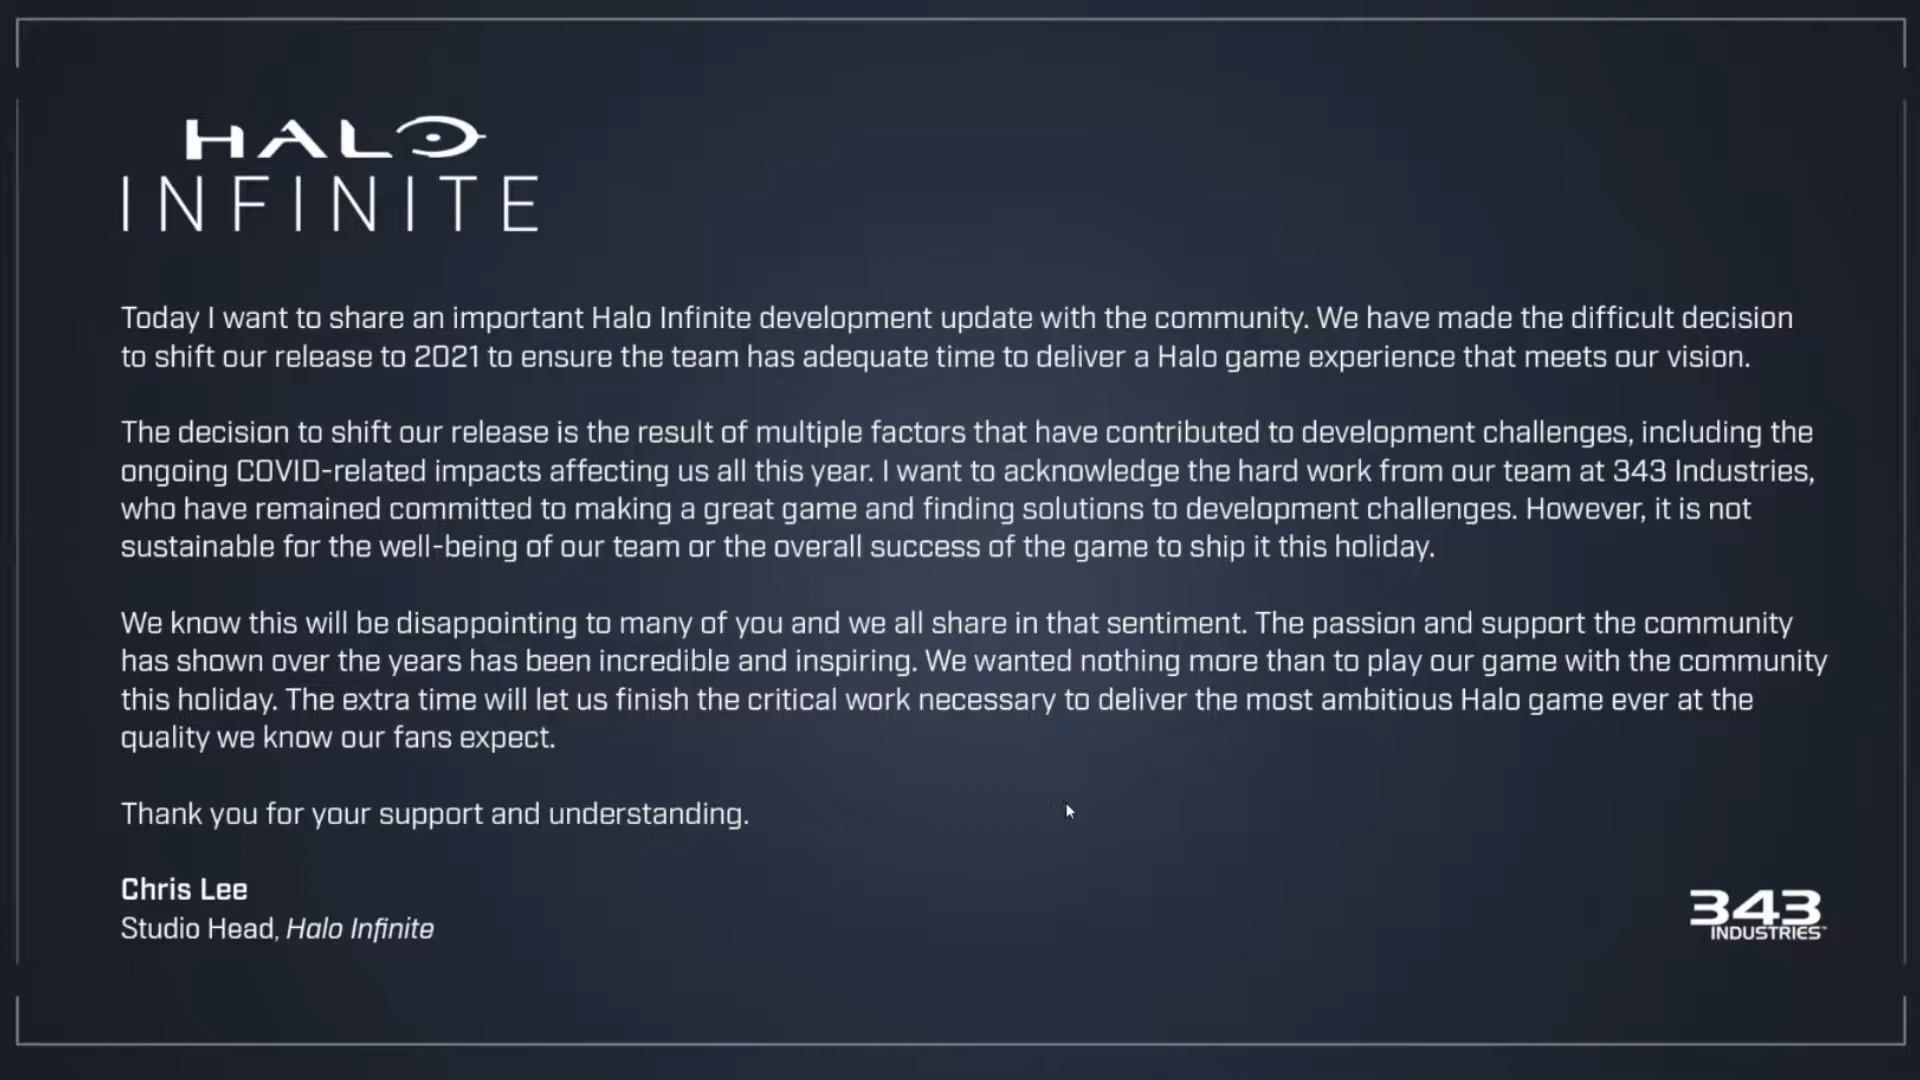 HALO
INFINITE
Today I want to share an important Halo Infinite development update with the community. We have made the difficult decision
to shift our release to 2021 to ensure the team has adequate time to deliver a Halo game experience that meets our vision.
The decision to shift our release is the result of multiple factors that have contributed to development challenges, including the
ongoing COVID-related impacts affecting us all this year. I want to acknowledge the hard work from our team at 343 Industries,
who have remained committed to making a great game and finding solutions to development challenges. However, it is not
sustainable for the well-being of our team or the overall success of the game to ship it this holiday.
We know this will be disappointing to many of you and we all share in that sentiment. The passion and support the community
has shown over the years has been incredible and inspiring. We wanted nothing more than to play our game with the community
this holiday. The extra time will let us finish the critical work necessary to deliver the most ambitious Halo game ever at the
quality we know our fans expect.
Thank you for your support and understanding.
Chris Lee
Studio Head, Halo Infinite
343
INDUSTRIES™